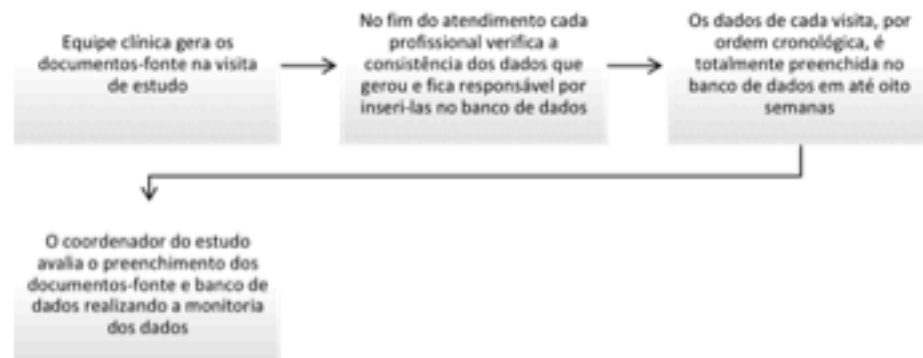 Equipe clínica gera os
documentos-fonte na visita
de estudo
No fim do atendimento cada
profissional verifica a
consistência dos dados que
gerou e fica responsável por
inseri-las no banco de dados
Os dados de cada visita, por
ordem cronológica, é
totalmente preenchida no
banco de dados em até oito
semanas
O coordenador do estudo
avalia o preenchimento dos
documentos-fonte e banco de
dados realizando a monitoria
dos dados